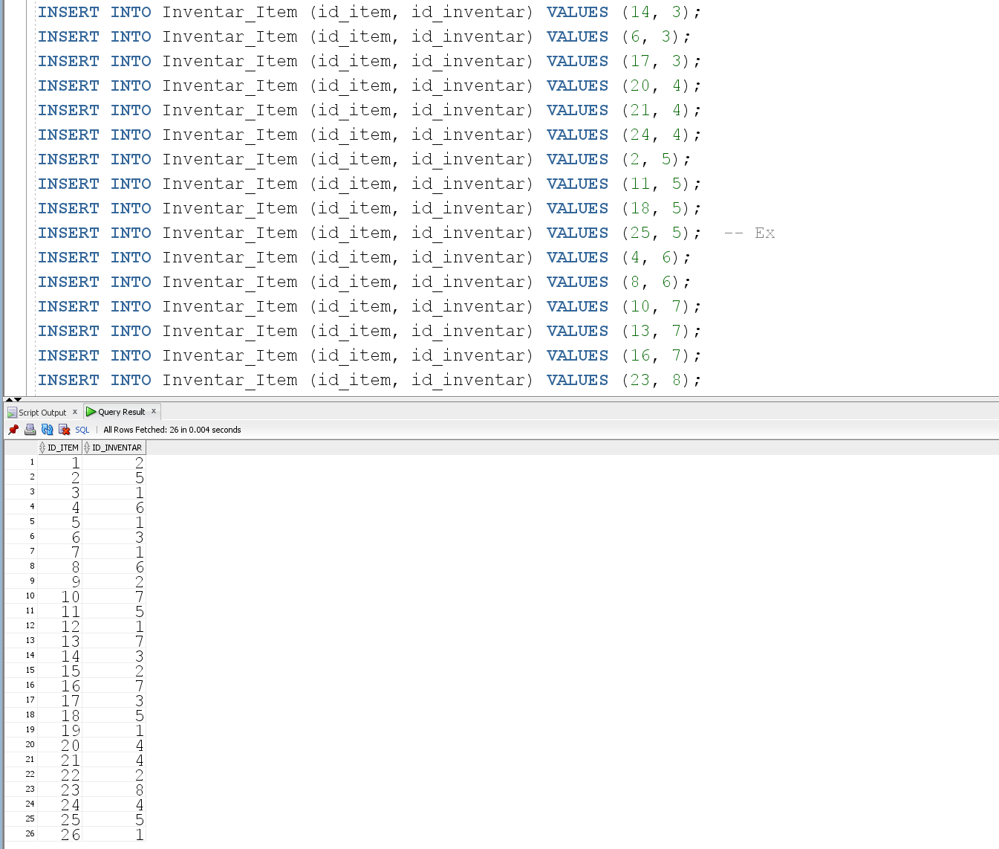 INSERT INTO Inventar_Item (id_item, id_inventar) VALUES (14, 3);
INSERT INTO Inventar_Item (id_item, id_inventar) VALUES (6, 3);
INSERT INTO Inventar_Item (id_item, id_inventar) VALUES (17, 3);
INSERT INTO Inventar_Item (id_item, id_inventar) VALUES (20, 4);
INSERT INTO Inventar_Item (id_item, id_inventar) VALUES (21, 4);
INSERT INTO Inventar_Item (id_item, id_inventar) VALUES (24, 4);
INSERT INTO Inventar_Item (id_item, id_inventar) VALUES (2, 5);
INSERT INTO Inventar_Item (id_item, id_inventar) VALUES (11, 5);
INSERT INTO Inventar_Item (id_item, id_inventar) VALUES (18, 5);
INSERT INTO Inventar_Item (id_item, id_inventar) VALUES (25, 5);  -- Ex
INSERT INTO Inventar_Item (id_item, id_inventar) VALUES (4, 6);
INSERT INTO Inventar_Item (id_item, id_inventar) VALUES (8, 6);
INSERT INTO Inventar_Item (id_item, id_inventar) VALUES (10, 7);
INSERT INTO Inventar_Item (id_item, id_inventar) VALUES (13, 7);
INSERT INTO Inventar_Item (id_item, id_inventar) VALUES (16, 7);
INSERT INTO Inventar_Item (id_item, id_inventar) VALUES (23, 8);
Script Output x Query Result x
SQL | All Rows Fetched: 26 in 0.004 seconds
ID_ITEM ID_INVENTAR
1 1 2
2 2 5
3 3 1
4 4 6
5 5 1
6 6 3
7 7 1
8 8 6
9 9 2
10 10 7
11 11 5
12 12 1
13 13 7
14 14 3
15 15 2
16 16 7
17 17 3
18 18 5
19 19 1
20 20 4
21 21 4
22 22 2
23 23 8
24 24 4
25 25 5
26 26 1